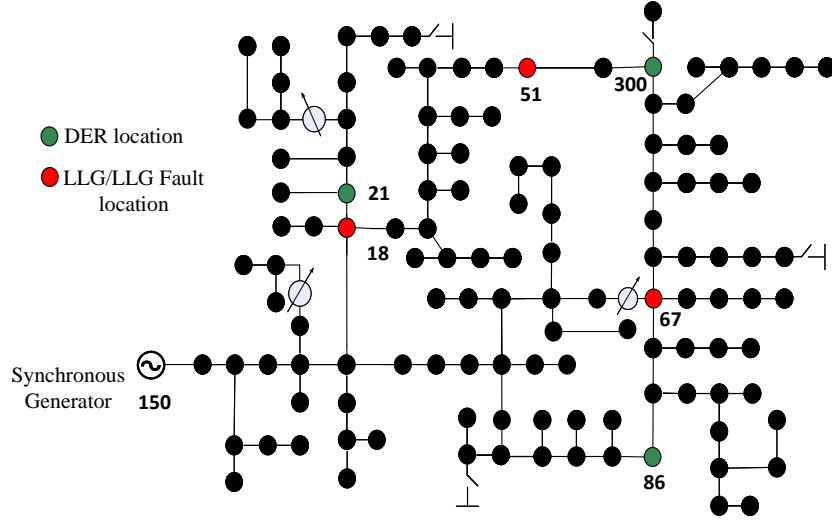 51
300
DER location
LLG/LLG Fault
location
21
18
67
Synchronous
Generator
150
86